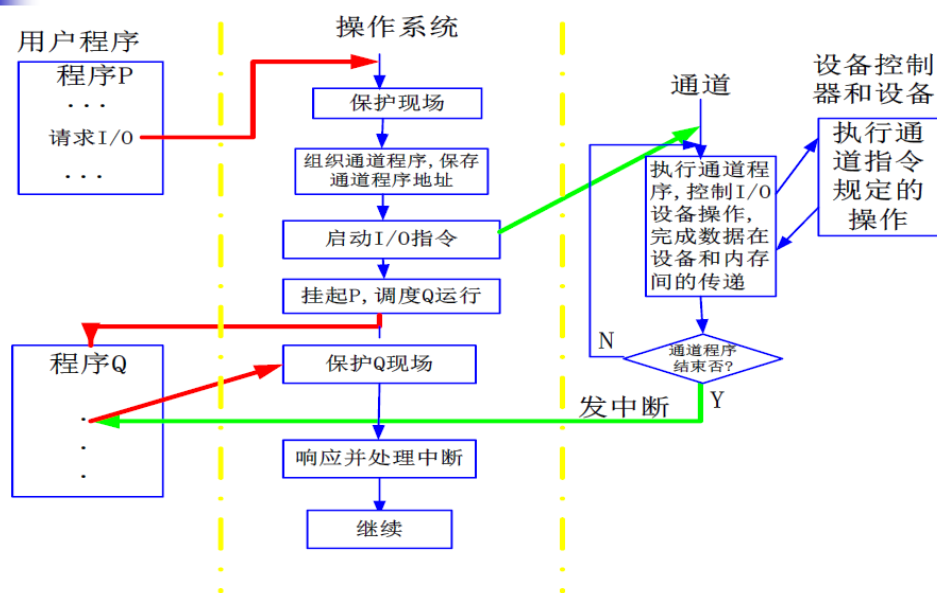 用户程序
程序P
...
请求I/O
...
操作系统
保护现场
组织通道程序,保存
通道程序地址
启动I/O指令
挂起P,调度Q运行
程序Q
.
.
.
保护Q现场
响应并处理中断
继续
通道
执行通道程
序,控制I/O
设备操作,
完成数据在
设备和内存
间的传递
N
通道程序
结束否?
Y
发中断
设备控制
器和设备
执行通
道指令
规定的
操作